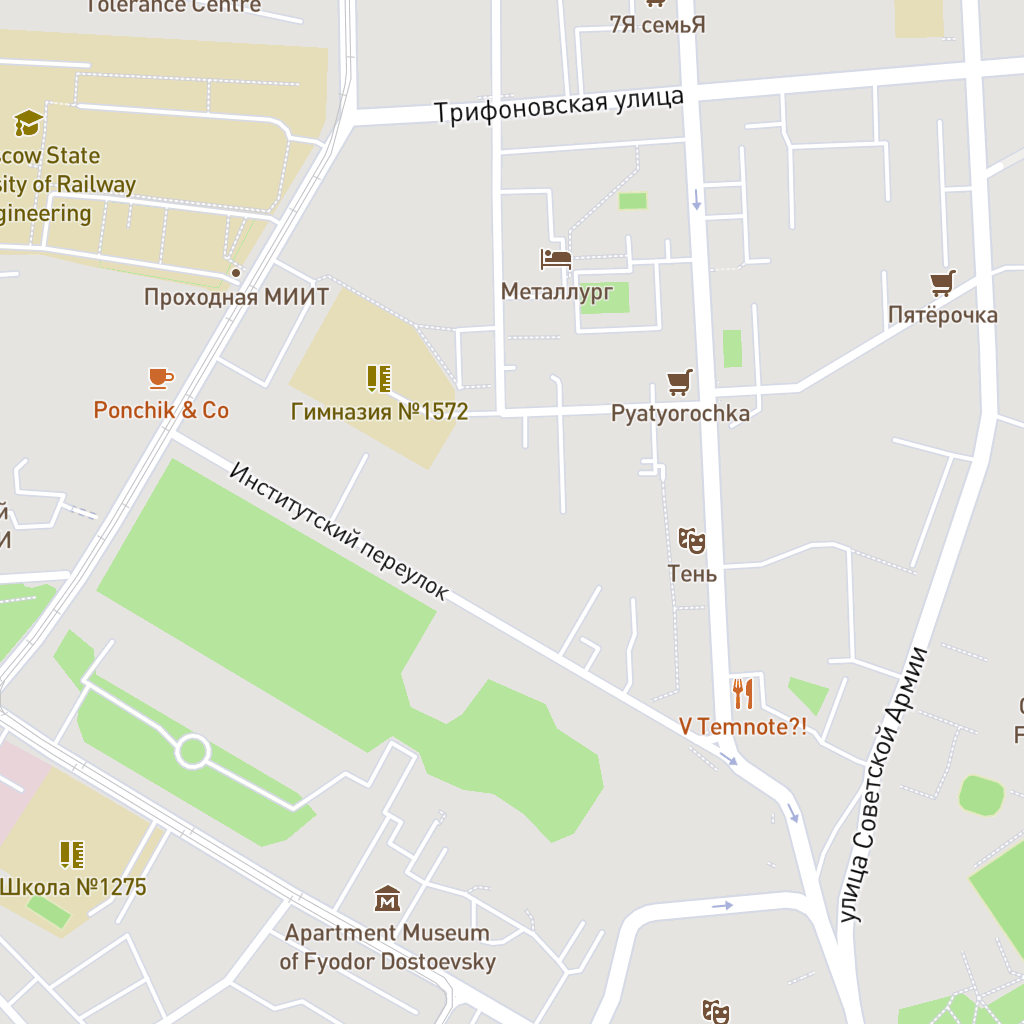 Tolerance Centre
7Я семьЯ
Трифоновская улица
scow State
sity of Railway
gineering
Металлург
Проходная МИИТ
Пятёрочка
Ponchik & Co
Гимназия №1572
Pyatyorochka
Институтский переулок
й
И
Тень
V Temnote?!
улица Советской Армии
Школа №1275
Apartment Museum
of Fyodor Dostoevsky